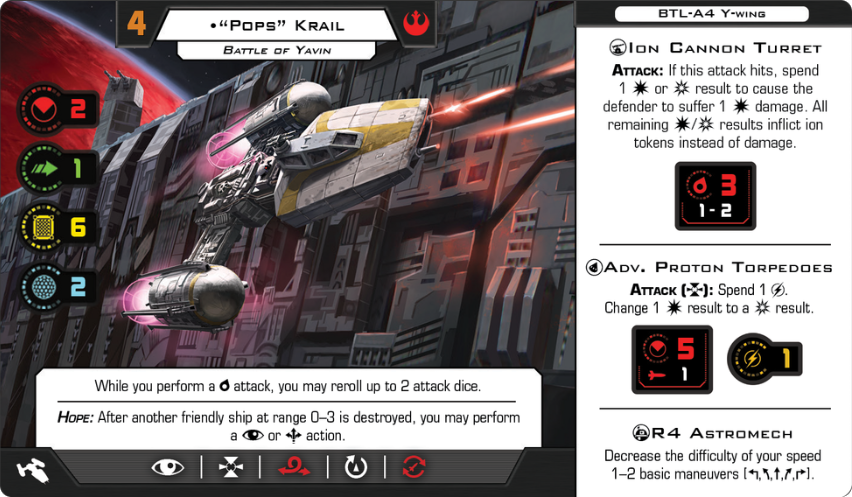 4
•“Pops” Krail
Battle of Yavin
2
1
6
2
While you perform a attack, you may reroll up to 2 attack dice.
Hope: After another friendly ship at range 0–3 is destroyed, you may perform
a or action.
BTL-A4 Y-wing
Ion Cannon Turret
Attack: If this attack hits, spend
1 or result to cause the
defender to suffer 1 damage. All
remaining / results inflict ion
tokens instead of damage.
3
1 - 2
Adv. Proton Torpedoes
Attack ( ): Spend 1 .
Change 1 result to a result.
5
1
1
R4 Astromech
Decrease the difficulty of your speed
1–2 basic maneuvers [↰,↖,↑,↗,↱].